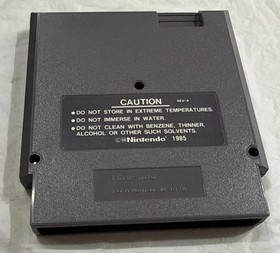 CAUTION
REV-A
•DO NOT STORE IN EXTREME TEMPERATURES.
•DO NOT IMMERSE IN WATER.
•DO NOT CLEAN WITH BENZENE, THINNER,
ALCOHOL OR OTHER SUCH SOLVENTS.
©®Nintendo 1985